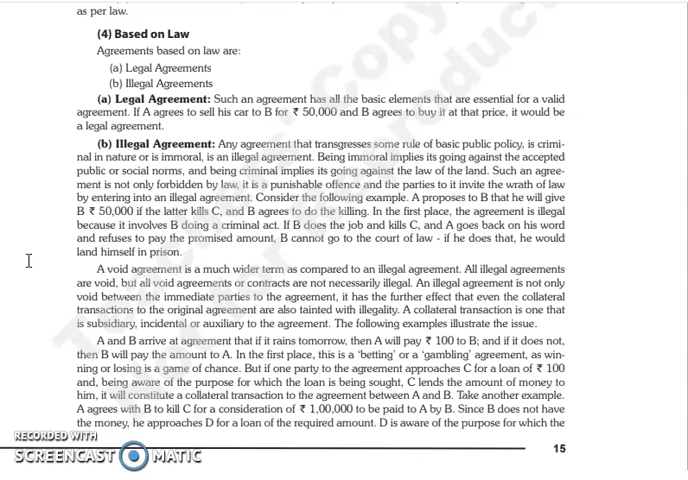 as per law.
(4) Based on Law
Agreements based on law are:
(a) Legal Agreements
(b) Illegal Agreements
(a) Legal Agreement: Such an agreement has all the basic elements that are essential for a valid
agreement. If A agrees to sell his car to B for ₹ 50,000 and B agrees to buy it at that price, it would be
a legal agreement.
(b) Illegal Agreement: Any agreement that transgresses some rule of basic public policy, is crimi-
nal in nature or is immoral, is an illegal agreement. Being immoral implies its going against the accepted
public or social norms, and being criminal implies its going against the law of the land. Such an agree-
ment is not only forbidden by law, it is a punishable offence and the parties to it invite the wrath of law
by entering into an illegal agreement. Consider the following example. A proposes to B that he will give
B ₹ 50,000 if the latter kills C, and B agrees to do the killing. In the first place, the agreement is illegal
because it involves B doing a criminal act. If B does the job and kills C, and A goes back on his word
and refuses to pay the promised amount, B cannot go to the court of law - if he does that, he would
land himself in prison.
A void agreement is a much wider term as compared to an illegal agreement. All illegal agreements
are void, but all void agreements or contracts are not necessarily illegal. An illegal agreement is not only
void between the immediate parties to the agreement, it has the further effect that even the collateral
transactions to the original agreement are also tainted with illegality. A collateral transaction is one that
is subsidiary, incidental or auxiliary to the agreement. The following examples illustrate the issue.
A and B arrive at agreement that if it rains tomorrow, then A will pay ₹ 100 to B; and if it does not,
then B will pay the amount to A. In the first place, this is a 'betting' or a 'gambling' agreement, as win-
ning or losing is a game of chance. But if one party to the agreement approaches C for a loan of ₹ 100
and, being aware of the purpose for which the loan is being sought, C lends the amount of money to
him, it will constitute a collateral transaction to the agreement between A and B. Take another example.
A agrees with B to kill C for a consideration of ₹ 1,00,000 to be paid to A by B. Since B does not have
the money, he approaches D for a loan of the required amount. D is aware of the purpose for which the
15
RECORDED WITH
SCREENCAST MATIC